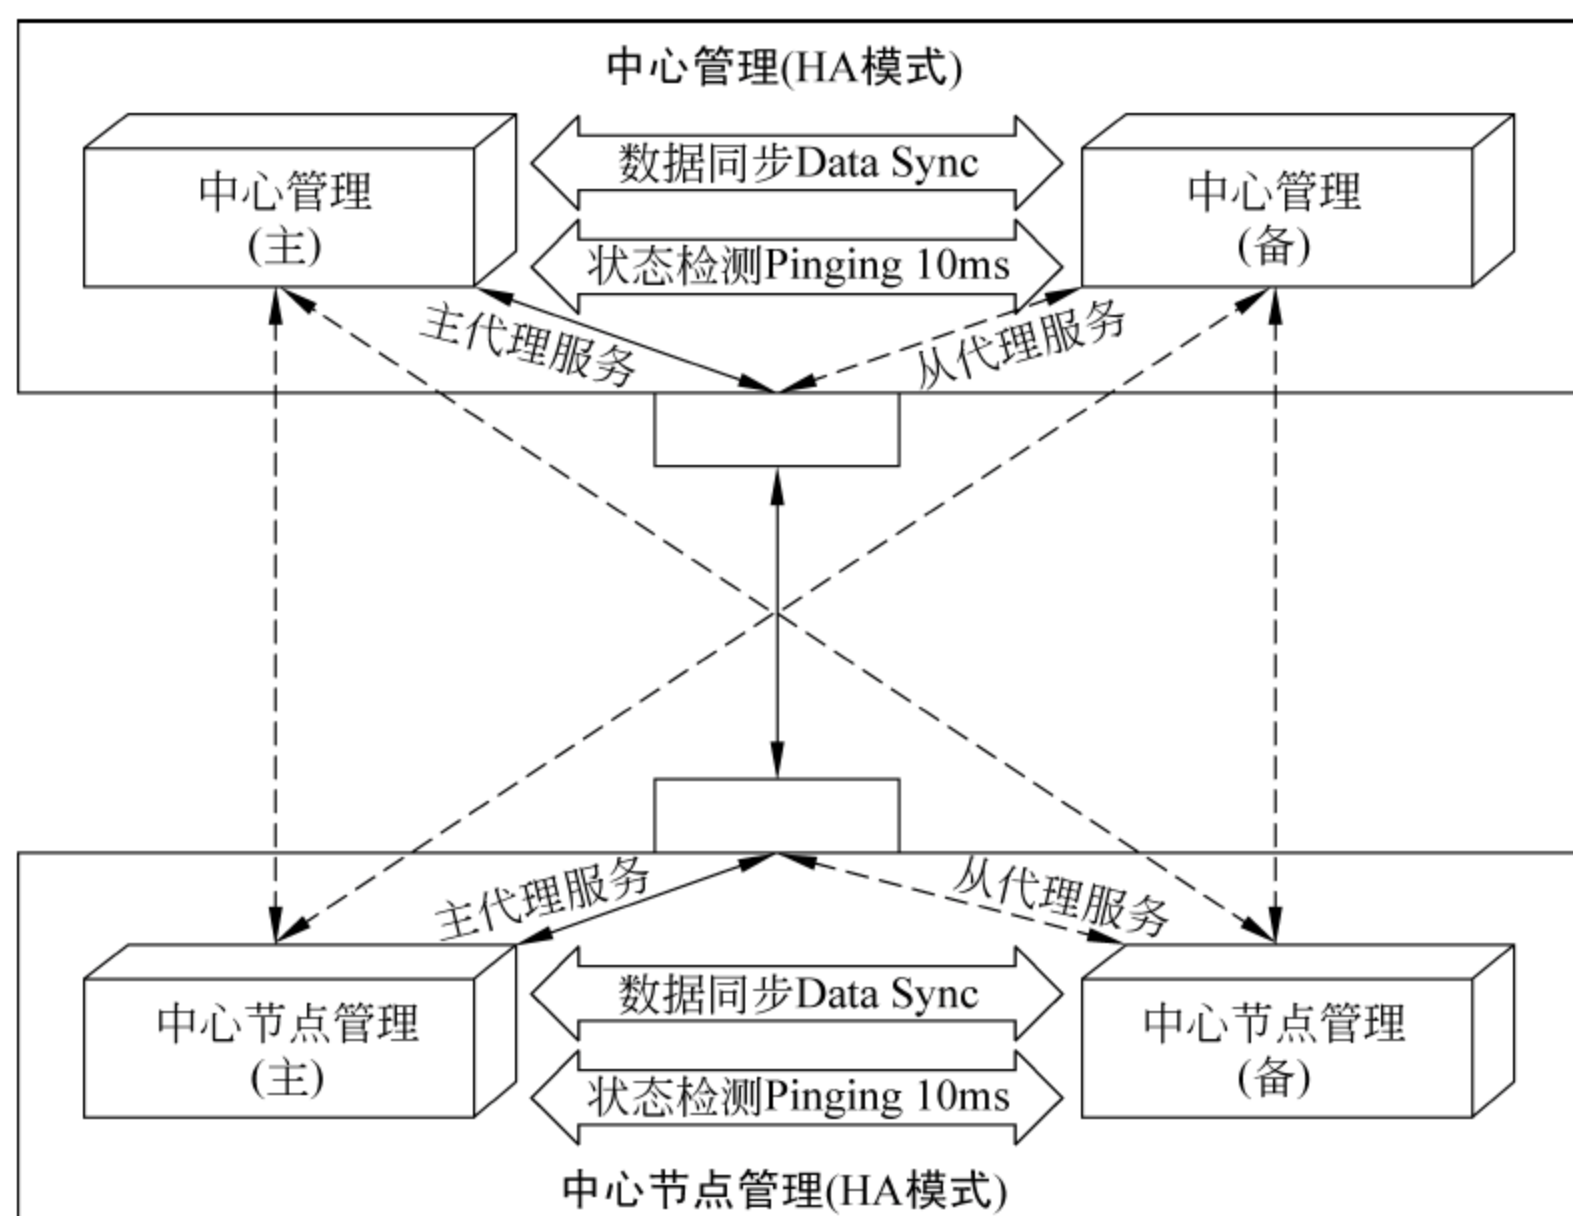 中心管理(HA模式)
中心管理
(主)
数据同步Data Sync
状态检测Pinging 10ms
中心管理
(备)
主代理服务
从代理服务
主代理服务
从代理服务
中心节点管理
(主)
数据同步Data Sync
状态检测Pinging 10ms
中心节点管理
(备)
中心节点管理(HA模式)